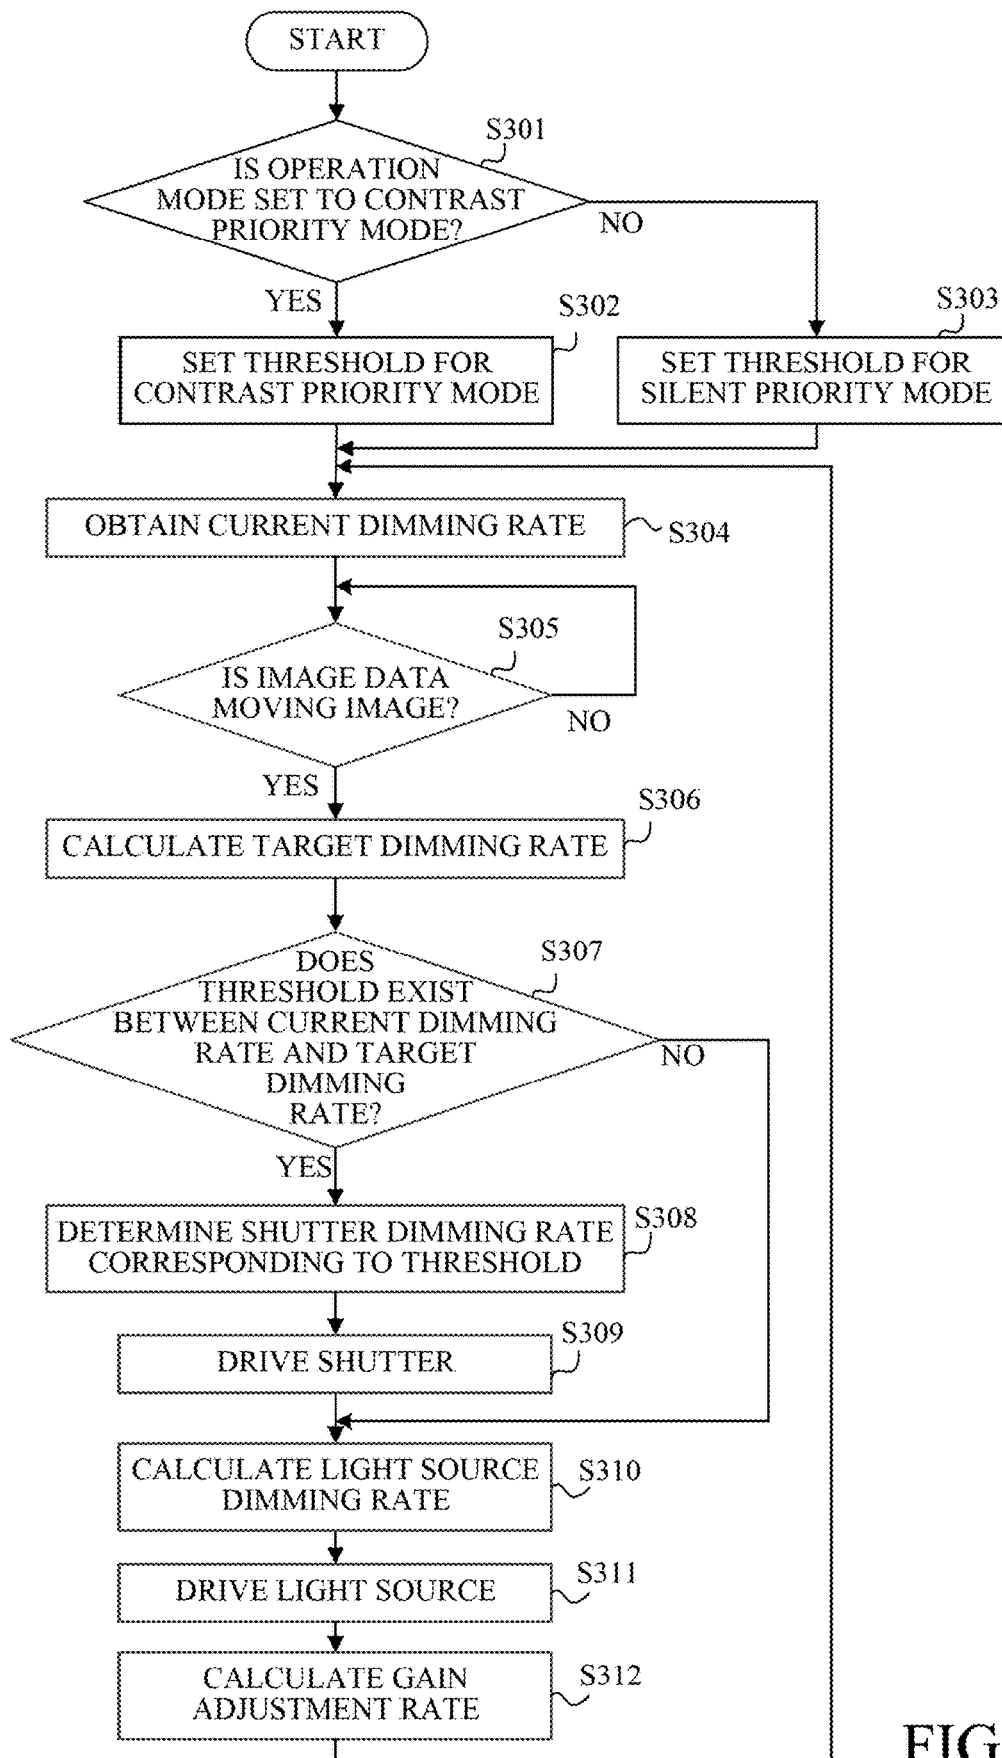 START
S301
IS OPERATION
MODE SET TO CONTRAST
PRIORITY MODE?
NO
YES
S302
S303
SET THRESHOLD FOR
CONTRAST PRIORITY MODE
SET THRESHOLD FOR
SILENT PRIORITY MODE
OBTAIN CURRENT DIMMING RATE
S304
S305
IS IMAGE DATA
MOVING IMAGE?
NO
YES
S306
CALCULATE TARGET DIMMING RATE
S307
DOES
THRESHOLD EXIST
BETWEEN CURRENT DIMMING
RATE AND TARGET
DIMMING
RATE?
NO
YES
S308
DETERMINE SHUTTER DIMMING RATE
CORRESPONDING TO THRESHOLD
S309
DRIVE SHUTTER
S310
CALCULATE LIGHT SOURCE
DIMMING RATE
S311
DRIVE LIGHT SOURCE
S312
CALCULATE GAIN
ADJUSTMENT RATE
FIG